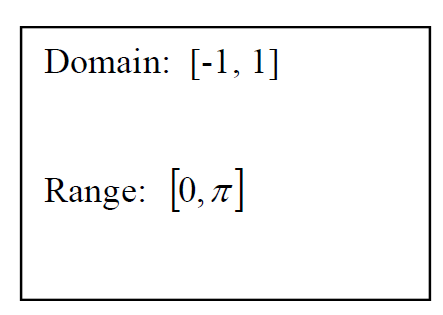 Domain: [-1, 1]
Range: [0, π]